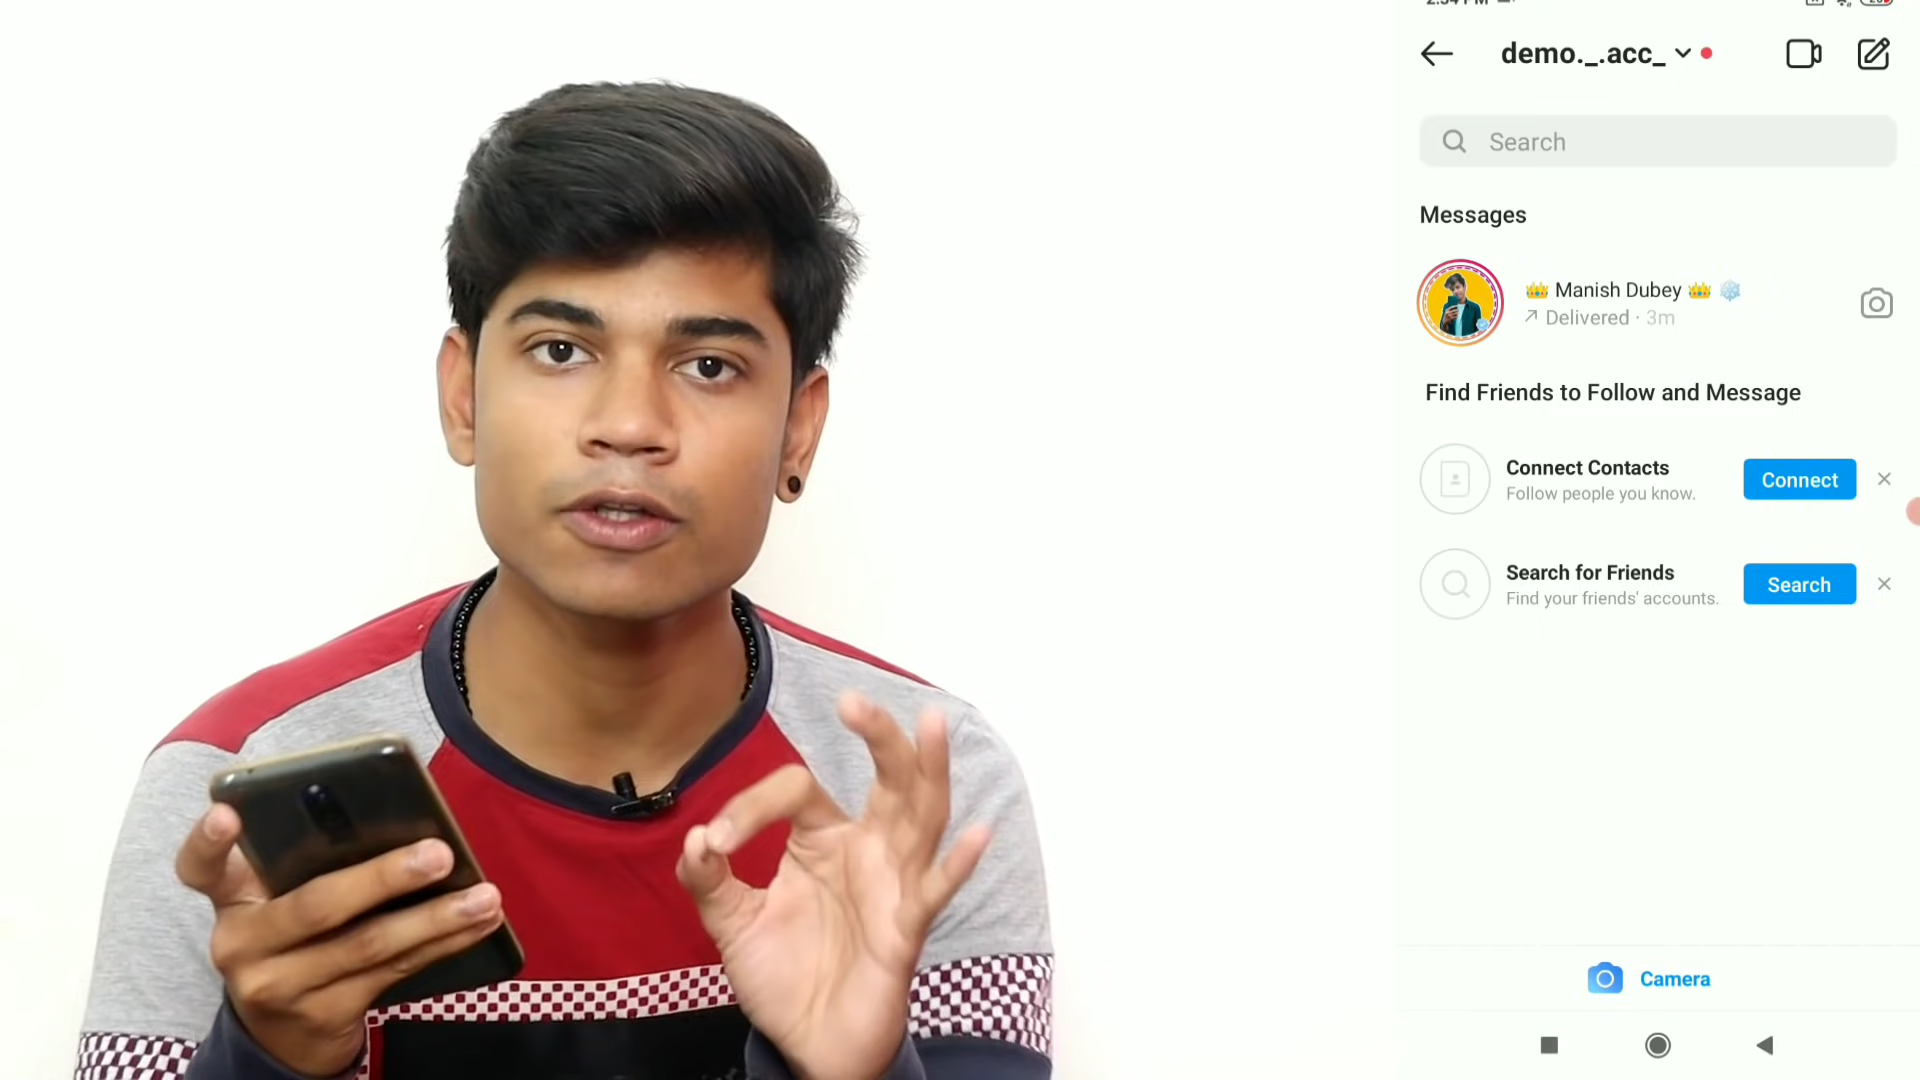 demo._.acc_
Search
Messages
👑 Manish Dubey 👑 ❄️
Delivered · 3m
Find Friends to Follow and Message
Connect Contacts
Follow people you know.
Connect
Search for Friends
Find your friends' accounts.
Search
Camera